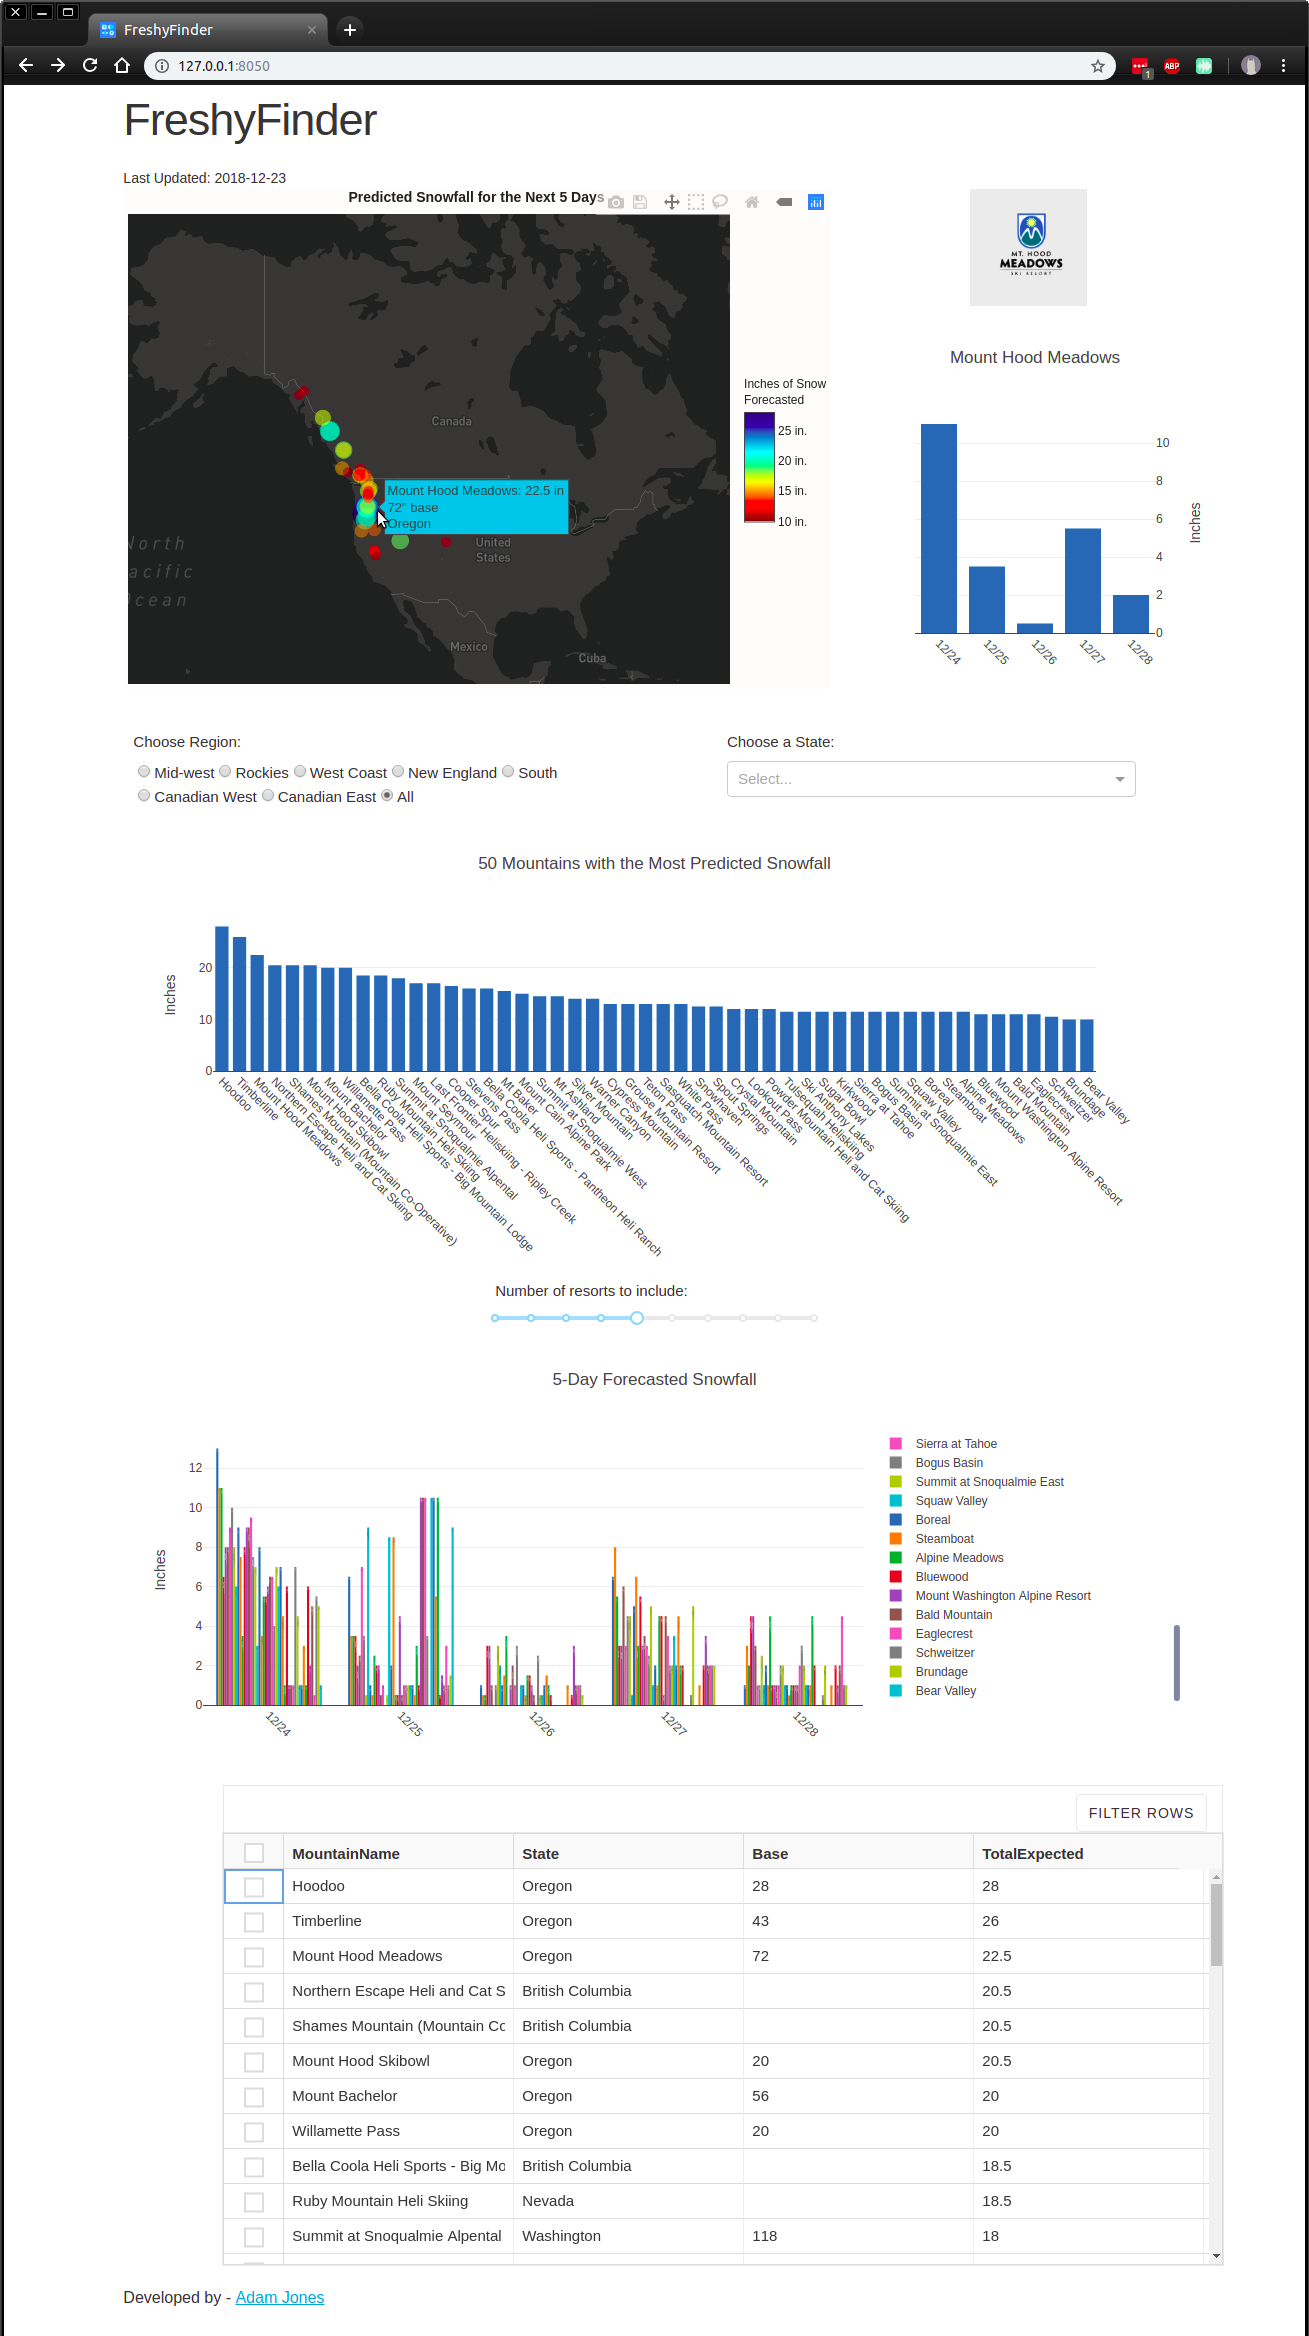 FreshyFinder
127.0.0.1:8050
1
ABP
FreshyFinder
Last Updated: 2018-12-23
Predicted Snowfall for the Next 5 Days
Canada
Mount Hood Meadows: 22.5 in
72" base
Oregon
United
States
North
Pacific
Ocean
Mexico
Cuba
Inches of Snow
Forecasted
25 in.
20 in.
15 in.
10 in.
MT. HOOD
MEADOWS
SKI RESORT
Mount Hood Meadows
10
8
6
4
2
0
Inches
12/24
12/25
12/26
12/27
12/28
Choose Region:
Mid-west Rockies West Coast New England South
Canadian West Canadian East All
Choose a State:
Select...
50 Mountains with the Most Predicted Snowfall
Inches
20
10
0
Hoodoo
Timberline
Mount Hood Meadows
Northern Escape Heli and Cat Skiing
Shames Mountain (Mountain Co-Operative)
Mount Hood Skibowl
Mount Bachelor
Willamette Pass
Bella Coola Heli Sports - Big Mountain Lodge
Ruby Mountain Heli Skiing
Summit at Snoqualmie Alpental
Mount Seymour
Last Frontier Heliskiing - Ripley Creek
Cooper Spur
Stevens Pass
Bella Coola Heli Sports - Pantheon Heli Ranch
Mt Baker
Mount Cain Alpine Park
Summit at Snoqualmie West
Mt Ashland
Silver Mountain
Warner Canyon
Cypress Mountain
Grouse Mountain Resort
Teton Pass
Sasquatch Mountain Resort
White Pass
Snowhaven
Spout Springs
Crystal Mountain
Lookout Pass
Powder Mountain Heli and Cat Skiing
Tulsequah Heliskiing
Ski Anthony Lakes
Sugar Bowl
Kirkwood
Sierra at Tahoe
Bogus Basin
Summit at Snoqualmie East
Squaw Valley
Boreal
Steamboat
Alpine Meadows
Bluewood
Mount Washington Alpine Resort
Bald Mountain
Eaglecrest
Schweitzer
Brundage
Bear Valley
Number of resorts to include:
5-Day Forecasted Snowfall
Inches
12
10
8
6
4
2
0
12/24
12/25
12/26
12/27
12/28
Sierra at Tahoe
Bogus Basin
Summit at Snoqualmie East
Squaw Valley
Boreal
Steamboat
Alpine Meadows
Bluewood
Mount Washington Alpine Resort
Bald Mountain
Eaglecrest
Schweitzer
Brundage
Bear Valley
FILTER ROWS
MountainName State Base TotalExpected
Hoodoo Oregon 28 28
Timberline Oregon 43 26
Mount Hood Meadows Oregon 72 22.5
Northern Escape Heli and Cat S British Columbia 20.5
Shames Mountain (Mountain Co British Columbia 20.5
Mount Hood Skibowl Oregon 20 20.5
Mount Bachelor Oregon 56 20
Willamette Pass Oregon 20 20
Bella Coola Heli Sports - Big Mo British Columbia 18.5
Ruby Mountain Heli Skiing Nevada 18.5
Summit at Snoqualmie Alpental Washington 118 18
Developed by - Adam Jones